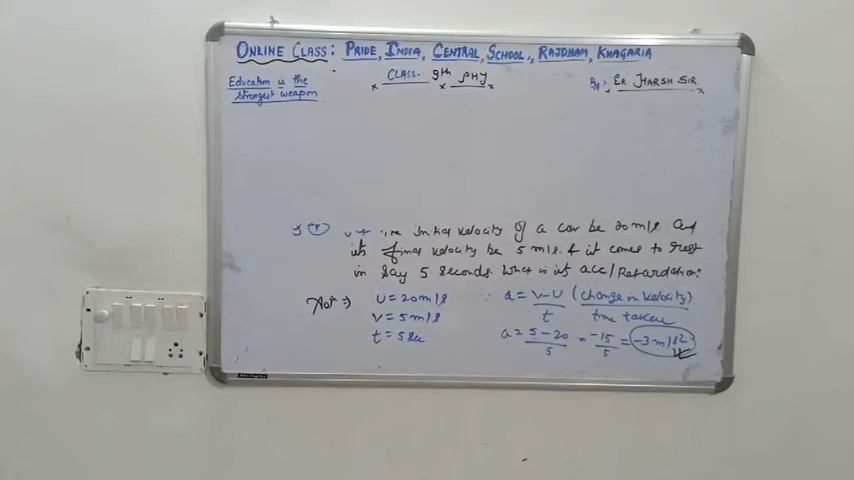 ONLINE CLASS: PRIDE, INDIA, CENTRAL, SCHOOL, RAJDHAM, KHAGARIA
Education is the
strongest weapon
CLASS- 9th PHY
By: ER HARSH SIR
initial velocity of a car be 20 m/s and
its final velocity be 5 m/s & it comes to rest
in say 5 seconds. What is its acc/Retardation?
Sol⁠n ⇒ u = 20 m/s
v = 5 m/s
t = 5 sec
∵ a = v-u/t (change in velocity)/time taken
a = 5-20/5 = -15/5 = -3 m/s²